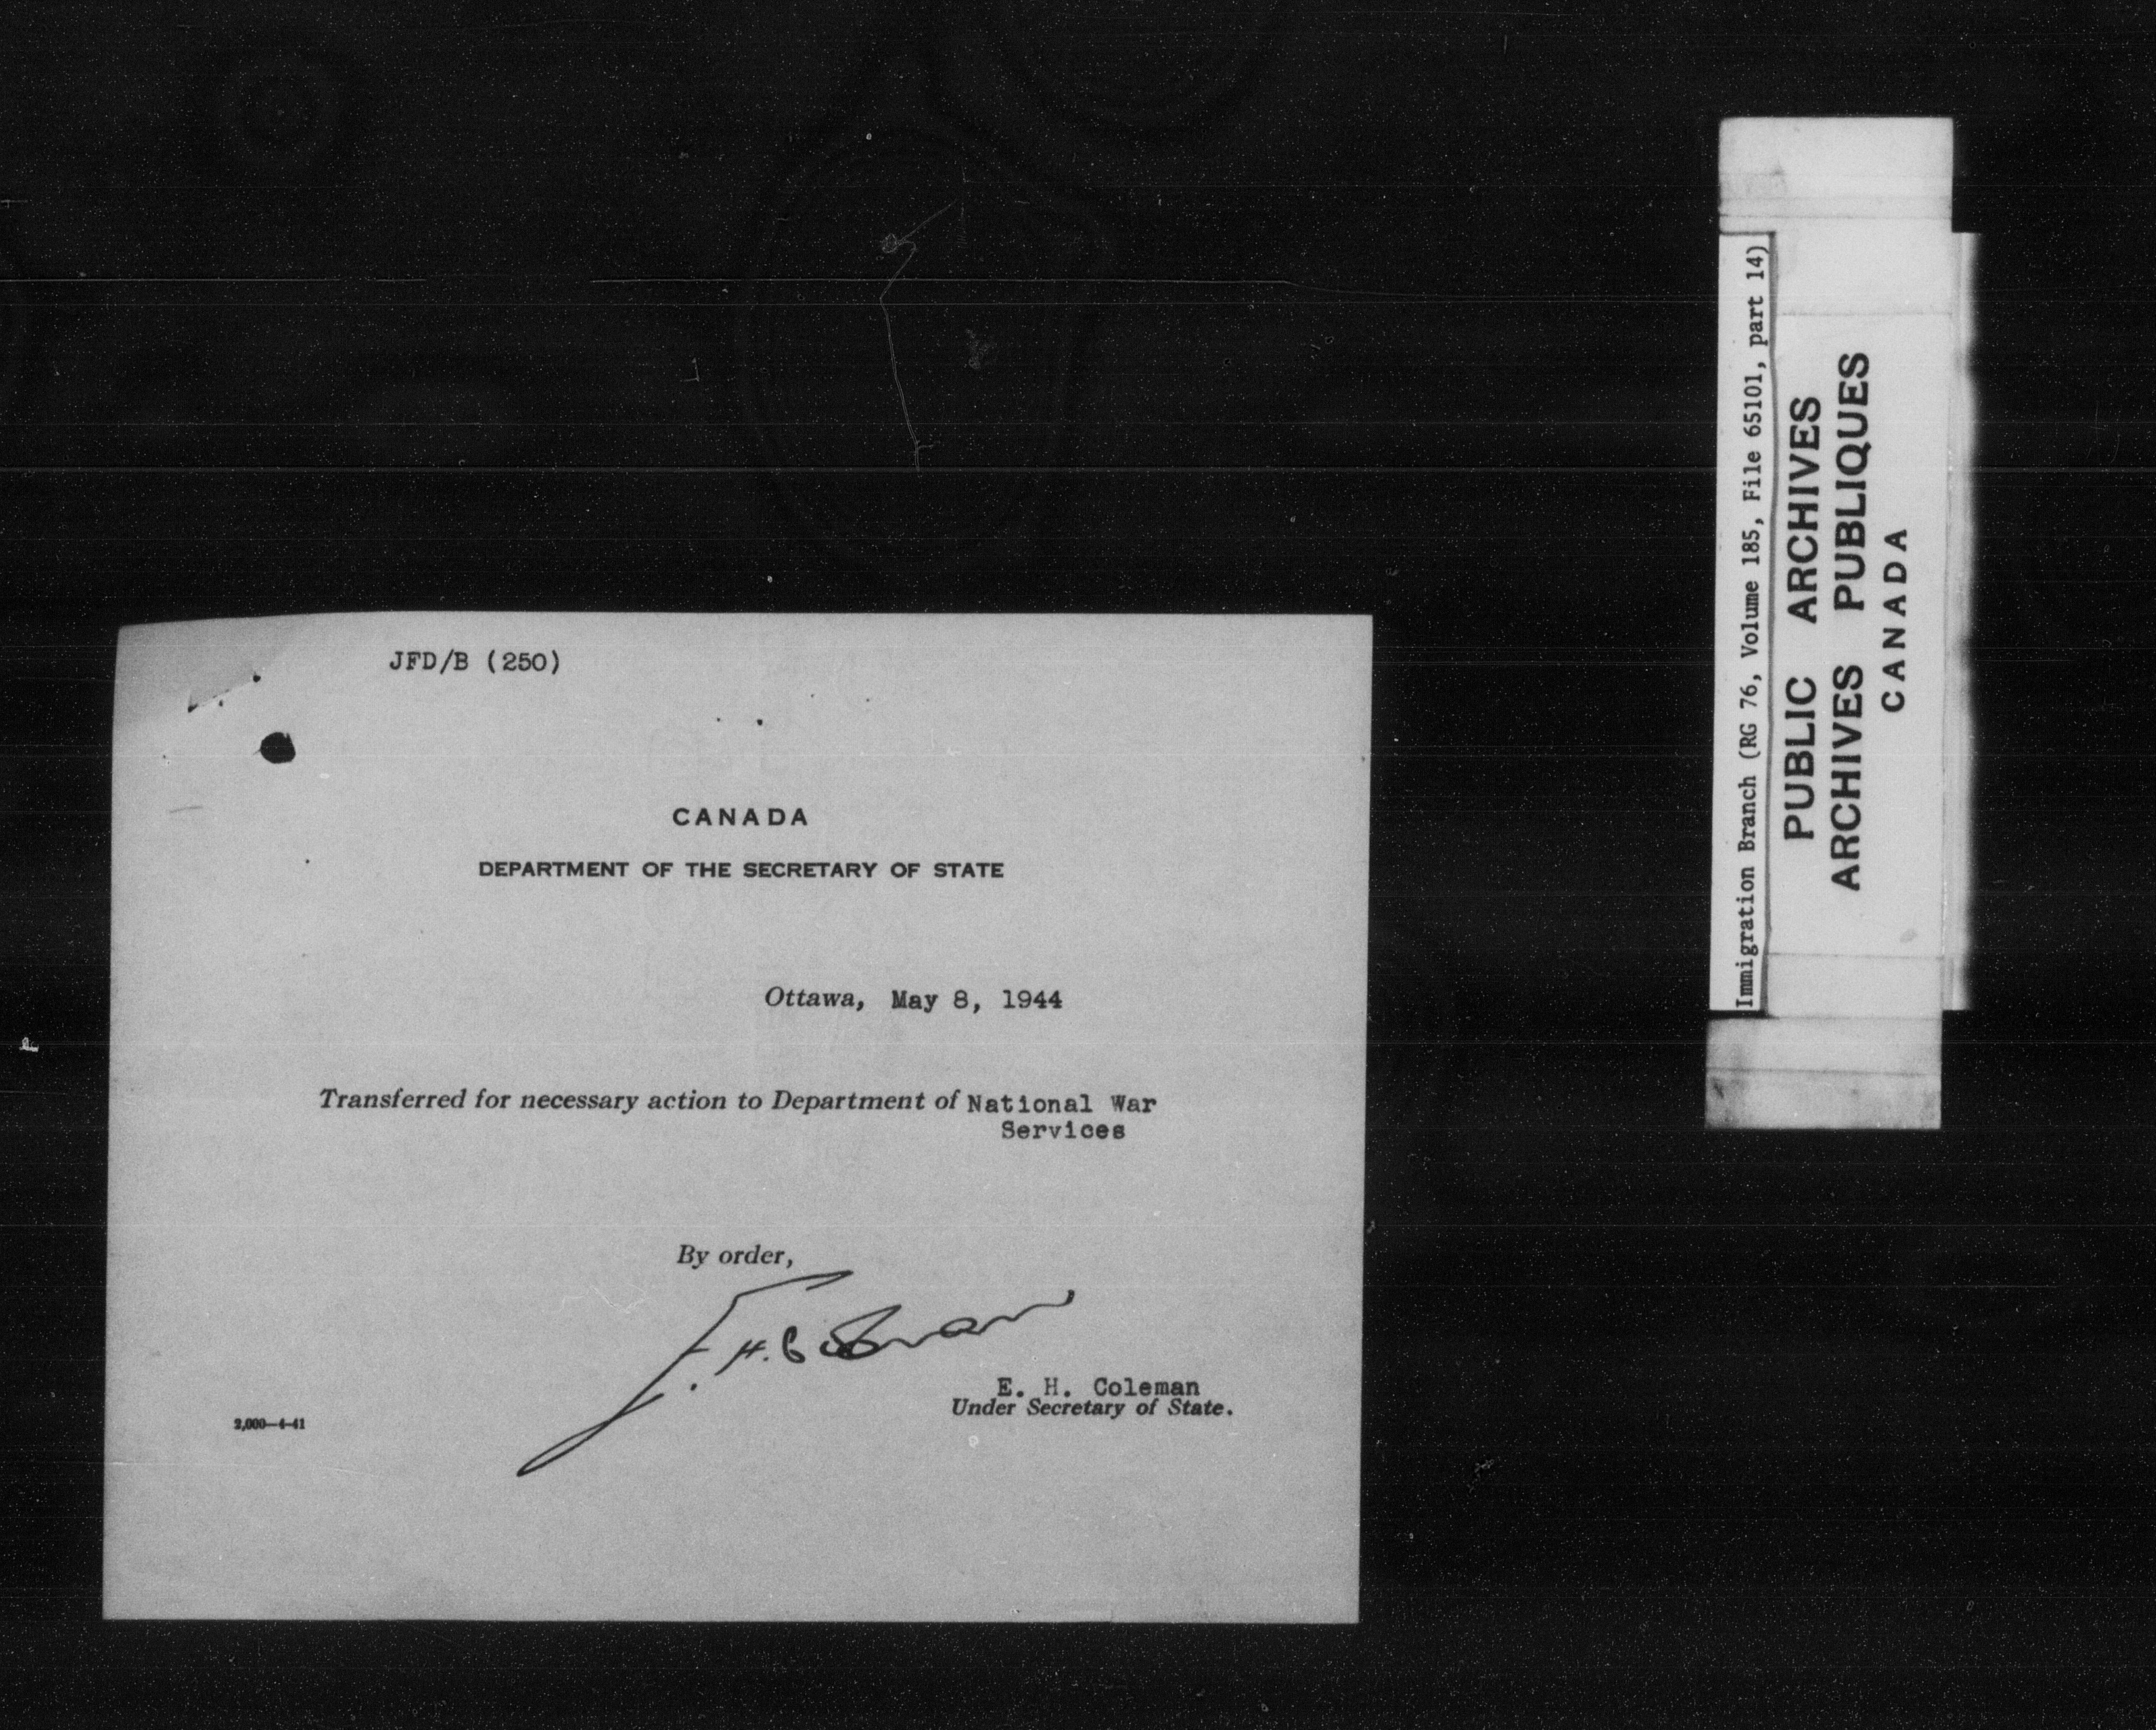 JFD/B (250)
CANADA
DEPARTMENT OF THE SECRETARY OF STATE
Ottawa, May 8, 1944
Transferred for necessary action to Department of National War
Services
By order,
E. H. Coleman
E. H. Coleman
Under Secretary of State.
2,000—4-41
Immigration Branch (RG 76, Volume 185, File 65101, part 14)
PUBLIC ARCHIVES
ARCHIVES PUBLIQUES
CANADA